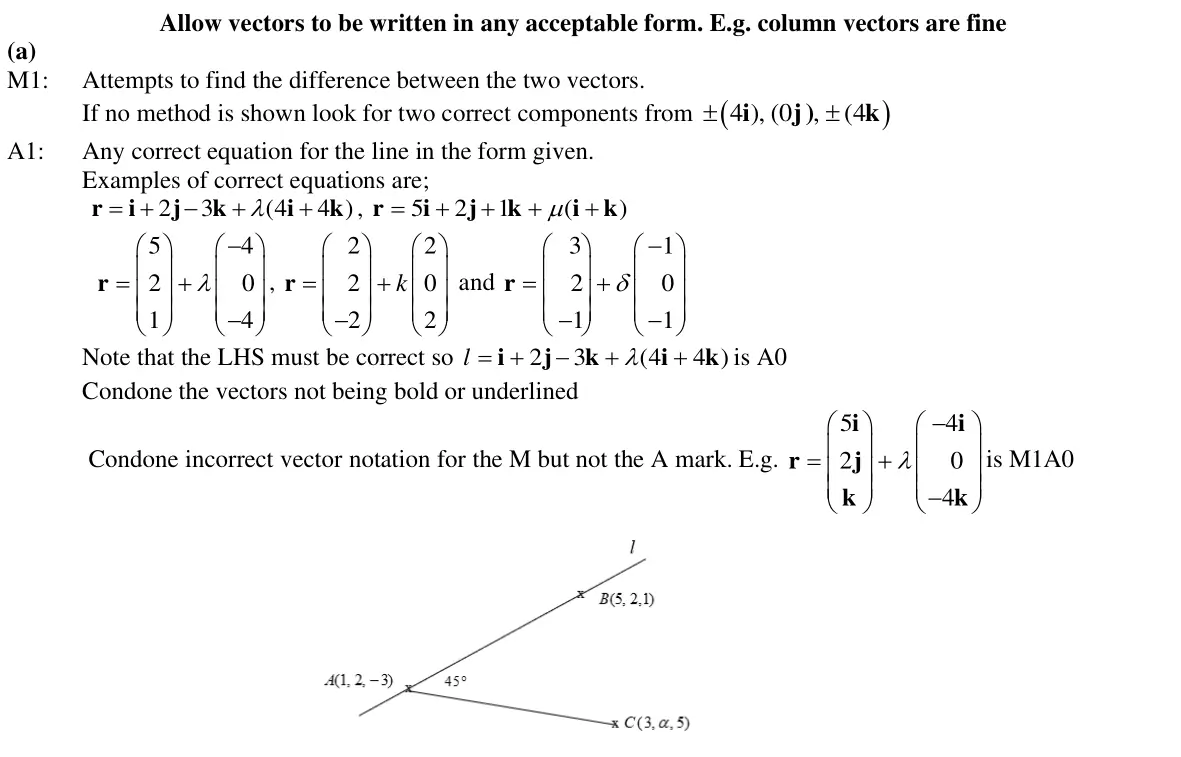 Allow vectors to be written in any acceptable form. E.g. column vectors are fine
(a)
M1: Attempts to find the difference between the two vectors.
If no method is shown look for two correct components from ±(4i), (0j), ±(4k)
A1: Any correct equation for the line in the form given.
Examples of correct equations are;
r = i + 2j − 3k + λ(4i + 4k), r = 5i + 2j + 1k + μ(i + k)
r = (5 2 1) + λ(−4 0 −4), r = (2 2 −2) + k(2 0 2) and r = (3 2 −1) + δ(−1 0 −1)
Note that the LHS must be correct so l = i + 2j − 3k + λ(4i + 4k) is A0
Condone the vectors not being bold or underlined
Condone incorrect vector notation for the M but not the A mark. E.g. r = (5i 2j k) + λ(−4i 0 −4k) is M1A0
l
B(5, 2,1)
A(1, 2, −3)
45°
C(3, α, 5)